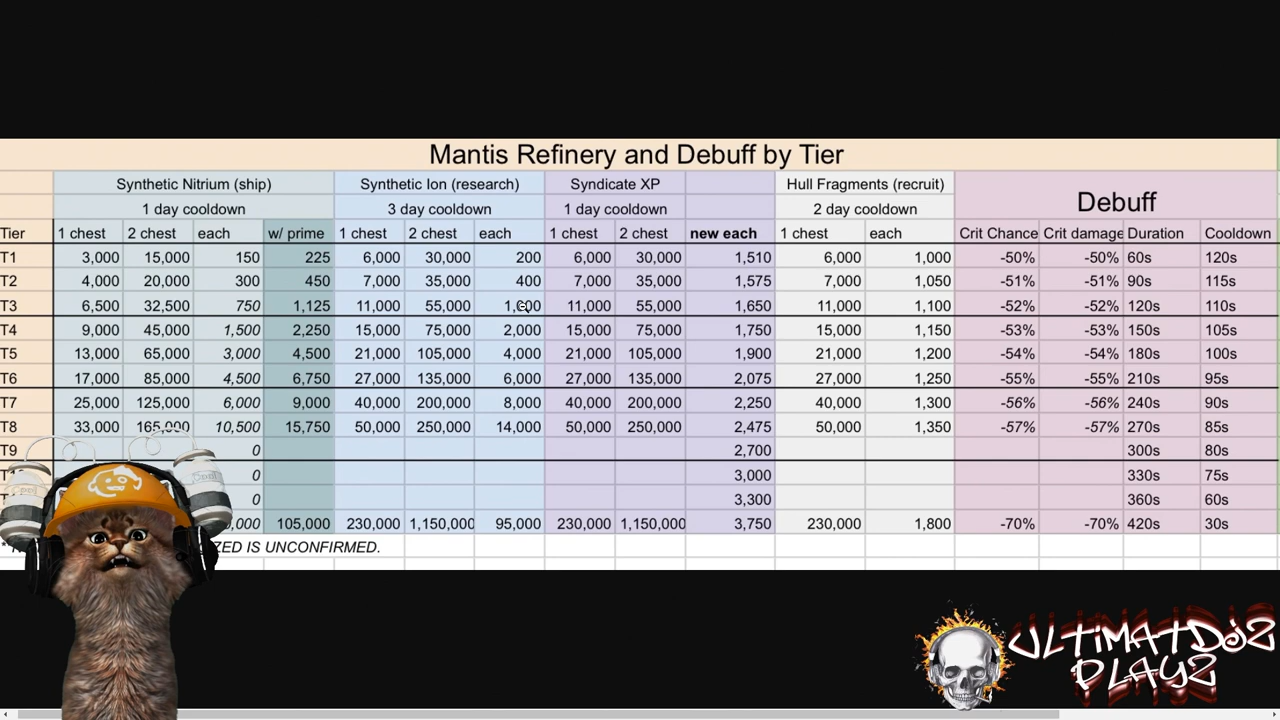 Mantis Refinery and Debuff by Tier
Synthetic Nitrium (ship) Synthetic Ion (research) Syndicate XP Hull Fragments (recruit) Debuff
1 day cooldown 3 day cooldown 1 day cooldown 2 day cooldown
Tier 1 chest 2 chest each w/ prime 1 chest 2 chest each 1 chest 2 chest new each 1 chest each Crit Chance Crit damage Duration Cooldown
T1 3,000 15,000 150 225 6,000 30,000 200 6,000 30,000 1,510 6,000 1,000 -50% -50% 60s 120s
T2 4,000 20,000 300 450 7,000 35,000 400 7,000 35,000 1,575 7,000 1,050 -51% -51% 90s 115s
T3 6,500 32,500 750 1,125 11,000 55,000 11,000 55,000 1,650 11,000 1,100 -52% -52% 120s 110s
T4 9,000 45,000 1,500 2,250 15,000 75,000 2,000 15,000 75,000 1,750 15,000 1,150 -53% -53% 150s 105s
T5 13,000 65,000 3,000 4,500 21,000 105,000 4,000 21,000 105,000 1,900 21,000 1,200 -54% -54% 180s 100s
T6 17,000 85,000 4,500 6,750 27,000 135,000 6,000 27,000 135,000 2,075 27,000 1,250 -55% -55% 210s 95s
T7 25,000 125,000 6,000 9,000 40,000 200,000 8,000 40,000 200,000 2,250 40,000 1,300 -56% -56% 240s 90s
T8 33,000 165,000 10,500 15,750 50,000 250,000 14,000 50,000 250,000 2,475 50,000 1,350 -57% -57% 270s 85s
T9 0 2,700 300s 80s
0 3,000 330s 75s
0 3,300 360s 60s
105,000 230,000 1,150,000 95,000 230,000 1,150,000 3,750 230,000 1,800 -70% -70% 420s 30s
IS UNCONFIRMED.
ULTIMATDJZ
PLAYZ